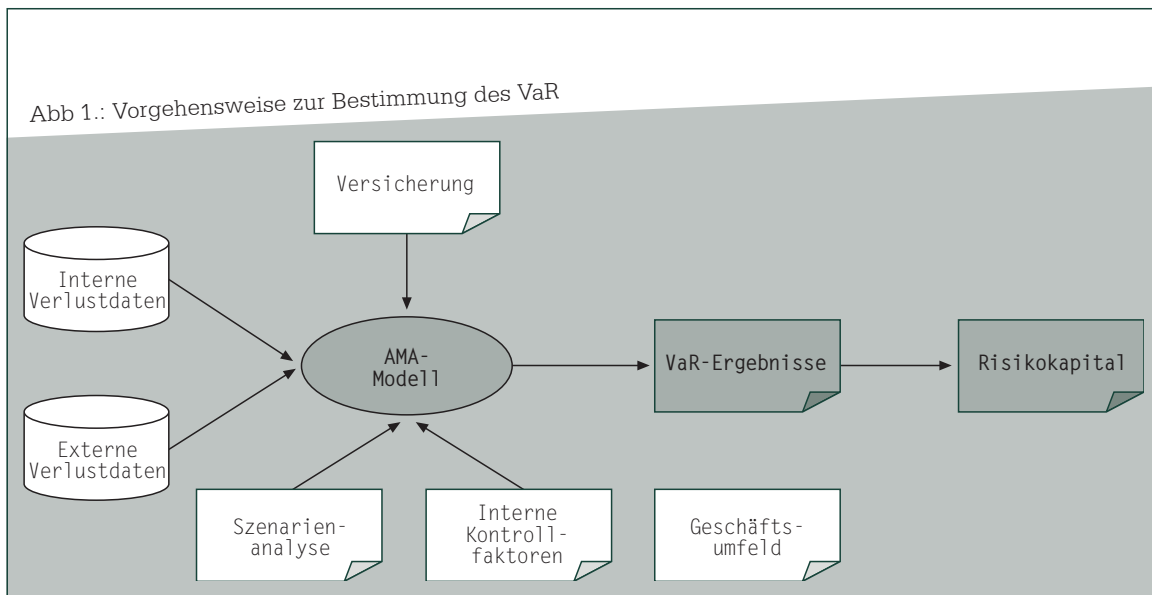 Abb 1.: Vorgehensweise zur Bestimmung des VaR
Versicherung
Interne
Verlustdaten
AMA-
Modell
VaR-Ergebnisse
Risikokapital
Externe
Verlustdaten
Szenarien-
analyse
Interne
Kontroll-
faktoren
Geschäfts-
umfeld